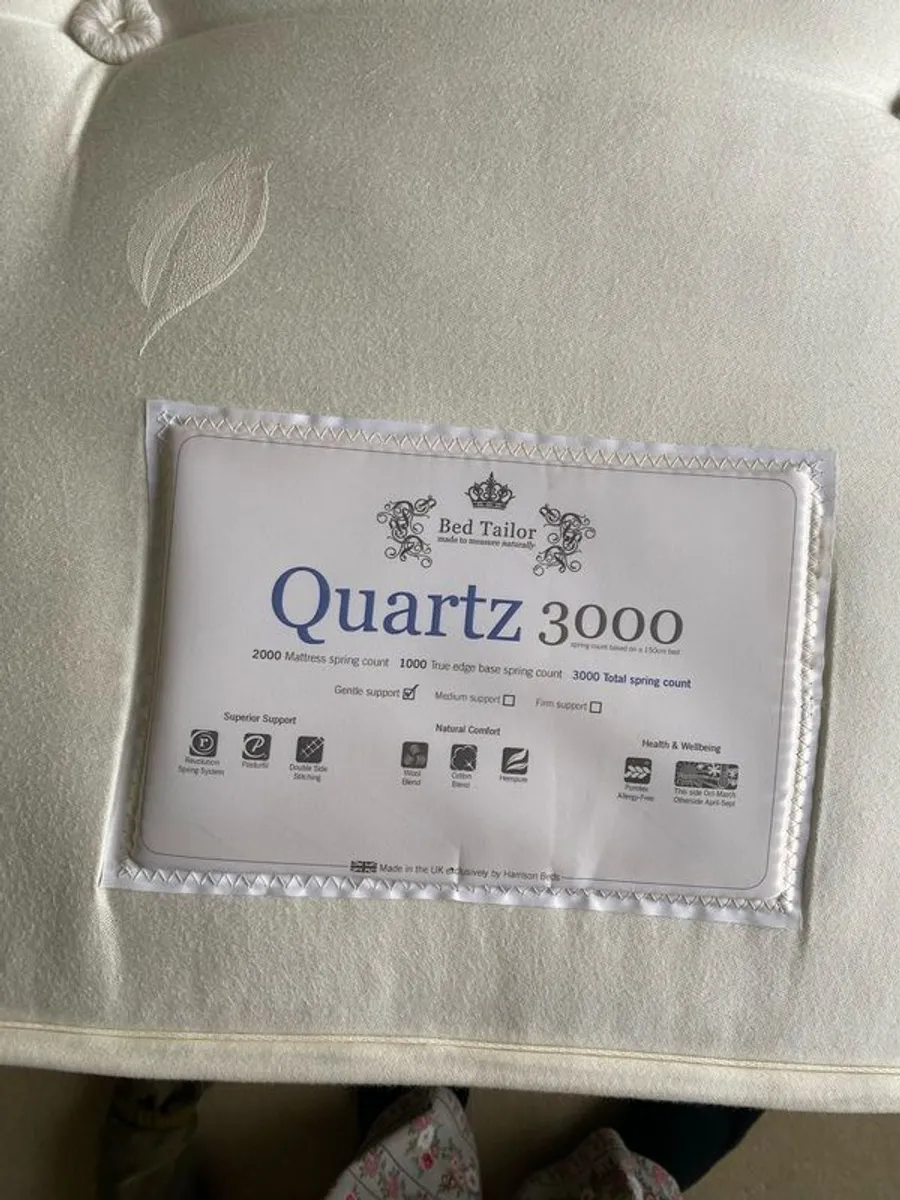 Bed Tailor
made to measure naturally
Quartz 3000
spring count based on a 150cm bed
2000 Mattress spring count 1000 True edge base spring count 3000 Total spring count
Gentle support Medium support Firm support
Superior Support
r
Revolution
Spring System
P
Posturfil
Double Side
Stitching
Natural Comfort
Wool
Blend
Cotton
Blend
Hempure
Health & Wellbeing
Purotex
Allergy-Free
This side Oct-March
Otherside April-Sept
Made in the UK exclusively by Harrison Beds